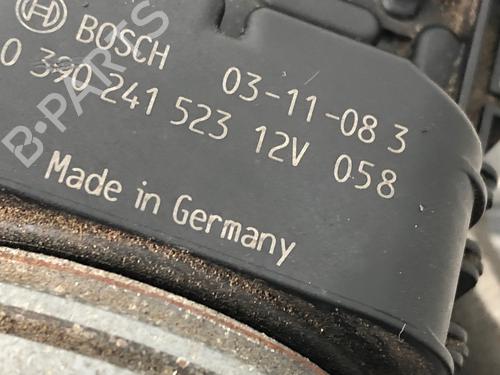 BOSCH 03-11-08 3
0 390 241 523 12V 058
Made in Germany
B-PARTS